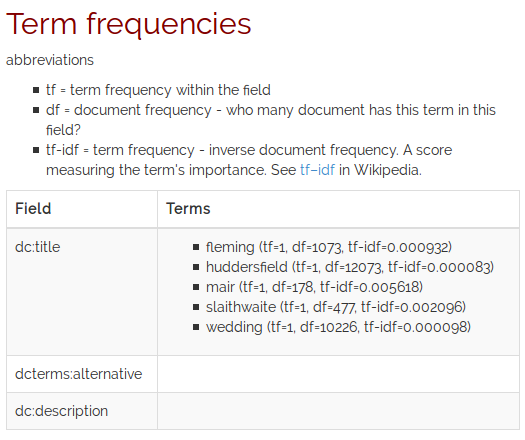 Term frequencies
abbreviations
tf = term frequency within the field
df = document frequency - who many document has this term in this
field?
tf-idf = term frequency - inverse document frequency. A score
measuring the term's importance. See tf–idf in Wikipedia.
Field Terms
dc:title
fleming (tf=1, df=1073, tf-idf=0.000932)
huddersfield (tf=1, df=12073, tf-idf=0.000083)
mair (tf=1, df=178, tf-idf=0.005618)
slaithwaite (tf=1, df=477, tf-idf=0.002096)
wedding (tf=1, df=10226, tf-idf=0.000098)
dcterms:alternative
dc:description